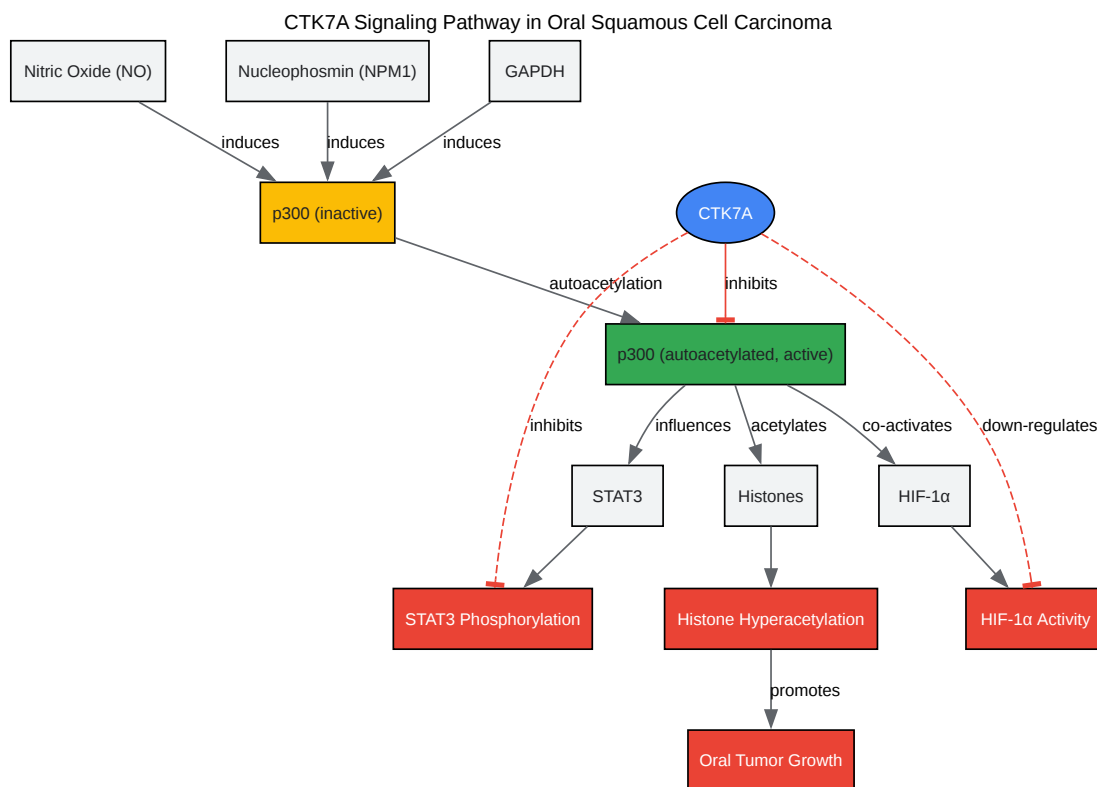 CTK7A Signaling Pathway in Oral Squamous Cell Carcinoma
Nitric Oxide (NO)
Nucleophosmin (NPM1)
GAPDH
induces
induces
induces
p300 (inactive)
CTK7A
autoacetylation
inhibits
p300 (autoacetylated, active)
inhibits
influences
acetylates
co-activates
down-regulates
STAT3
Histones
HIF-1α
STAT3 Phosphorylation
Histone Hyperacetylation
HIF-1α Activity
promotes
Oral Tumor Growth